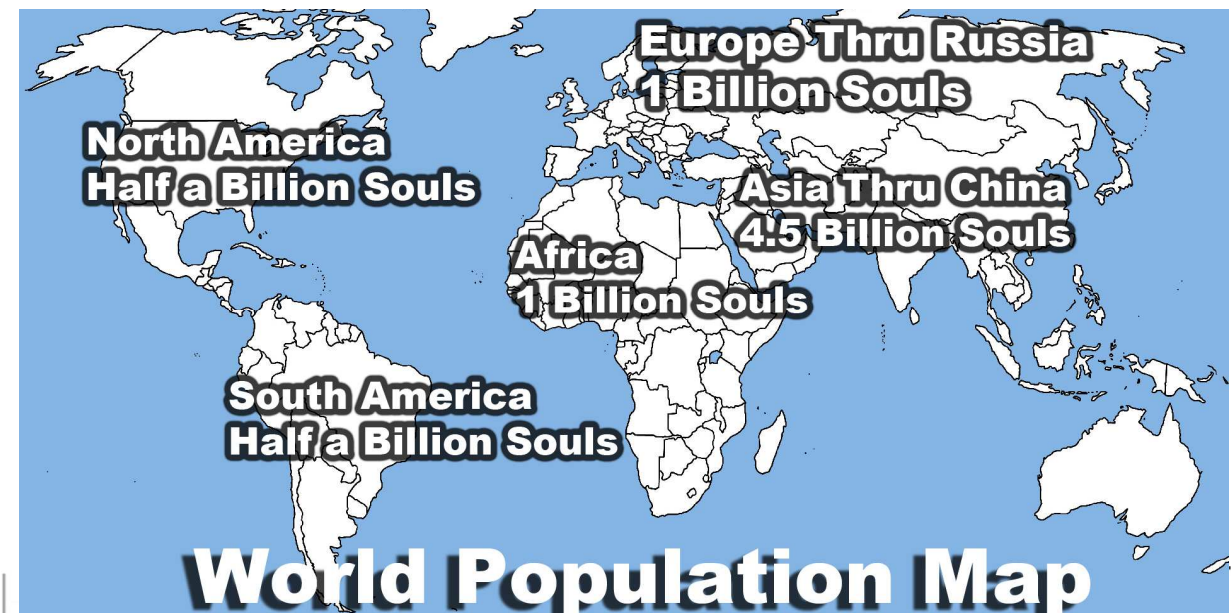 Europe Thru Russia
1 Billion Souls
North America
Half a Billion Souls
Asia Thru China
4.5 Billion Souls
Africa
1 Billion Souls
South America
Half a Billion Souls
World Population Map